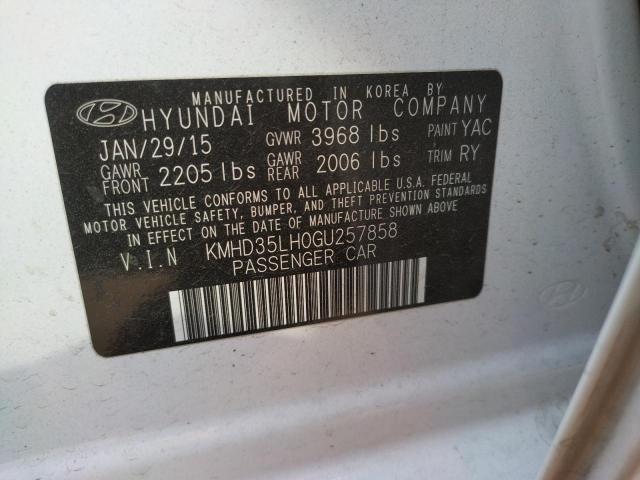 MANUFACTURED IN KOREA BY
HYUNDAI MOTOR COMPANY
JAN/29/15 GVWR 3968 lbs PAINT YAC
GAWR FRONT 2205 lbs GAWR REAR 2006 lbs TRIM RY
THIS VEHICLE CONFORMS TO ALL APPLICABLE U.S.A. FEDERAL
MOTOR VEHICLE SAFETY, BUMPER, AND THEFT PREVENTION STANDARDS
IN EFFECT ON THE DATE OF MANUFACTURE SHOWN ABOVE
V.I.N KMHD35LH0GU257858
PASSENGER CAR